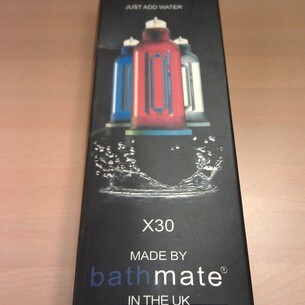 JUST ADD WATER
X30
MADE BY
bathmate®
IN THE UK